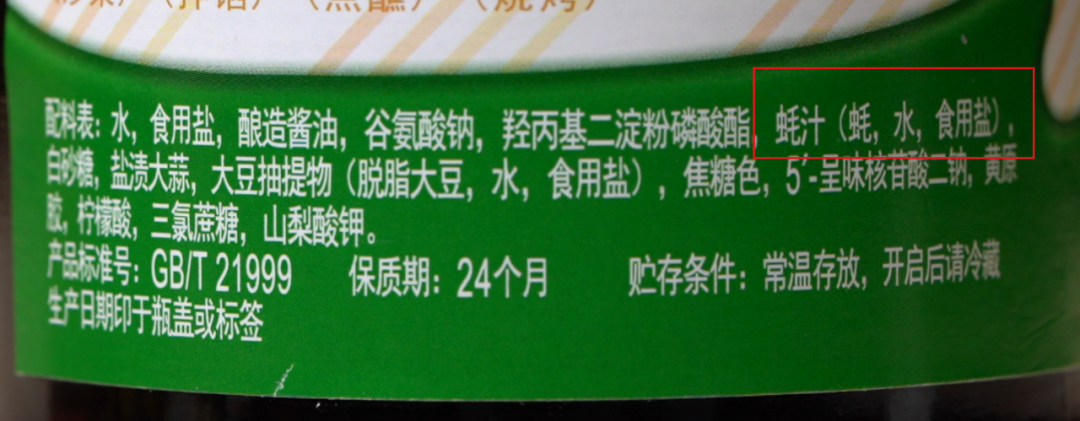 （烧烤）
配料表：水，食用盐，酿造酱油，谷氨酸钠，羟丙基二淀粉磷酸酯，蚝汁（蚝，水，食用盐），
白砂糖，盐渍大蒜，大豆抽提物（脱脂大豆，水，食用盐），焦糖色，5′-呈味核苷酸二钠，黄原
胶，柠檬酸，三氯蔗糖，山梨酸钾。
产品标准号：GB/T 21999 保质期：24个月 贮存条件：常温存放，开启后请冷藏
生产日期印于瓶盖或标签